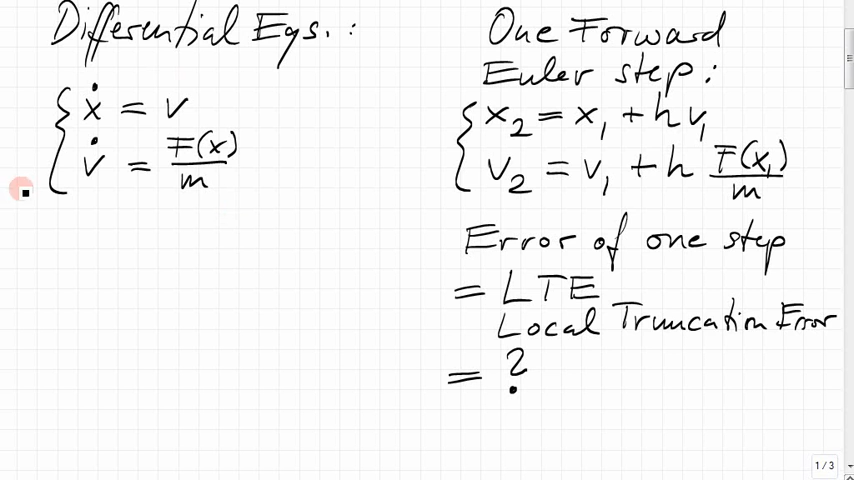 Differential Eqs. :
ẋ = v
v̇ = F(x)/m
One Forward
Euler step :
x₂ = x₁ + h v₁
v₂ = v₁ + h F(x₁)/m
Error of one step
= LTE
Local Truncation Error
= ?
1/3